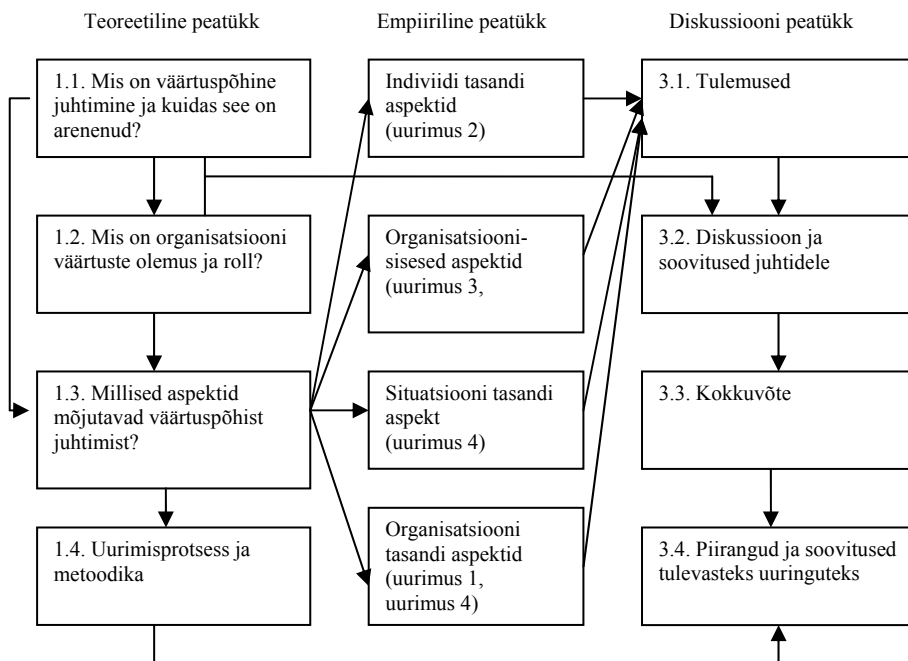 Teoreetiline peatükk
Empiiriline peatükk
Diskussiooni peatükk
1.1. Mis on väärtuspõhine
juhtimine ja kuidas see on
arenenud?
Indiviidi tasandi
aspektid
(uurimus 2)
3.1. Tulemused
1.2. Mis on organisatsiooni
väärtuste olemus ja roll?
Organisatsiooni-
sisesed aspektid
(uurimus 3,
3.2. Diskussioon ja
soovitused juhtidele
1.3. Millised aspektid
mõjutavad väärtuspõhist
juhtimist?
Situatsiooni tasandi
aspekt
(uurimus 4)
3.3. Kokkuvõte
1.4. Uurimisprotsess ja
metoodika
Organisatsiooni
tasandi aspektid
(uurimus 1,
uurimus 4)
3.4. Piirangud ja soovitused
tulevasteks uuringuteks